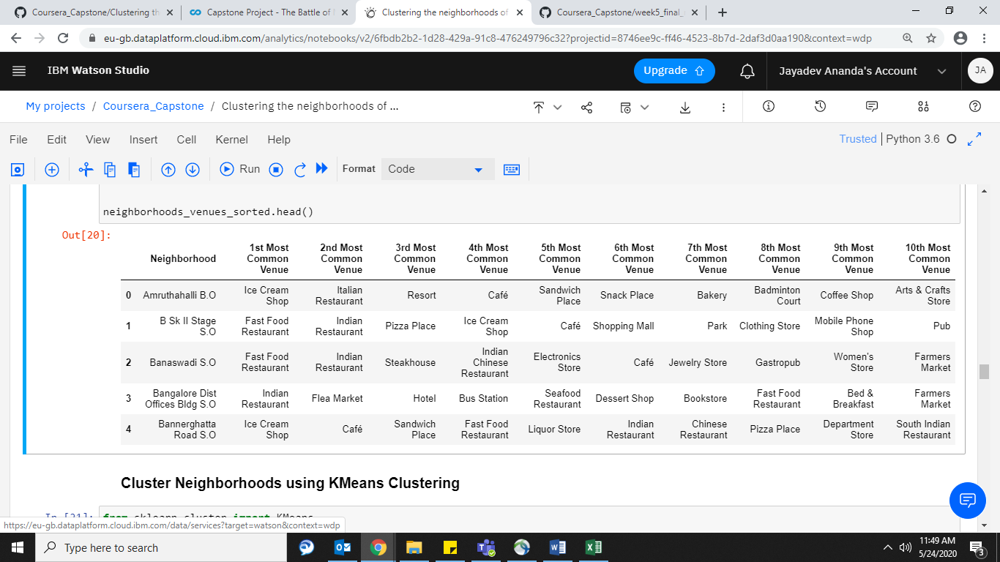 Coursera_Capstone/Clustering th
Capstone Project - The Battle of
Clustering the neighborhoods of
Coursera_Capstone/week5_final_
eu-gb.dataplatform.cloud.ibm.com/analytics/notebooks/v2/6fbdb2b2-1d28-429a-91c8-476249796c32?projectid=8746ee9c-ff46-4523-8b7d-2daf3d0aa190&context=wdp
IBM Watson Studio
Upgrade
Jayadev Ananda's Account
JA
My projects / Coursera_Capstone / Clustering the neighborhoods of ...
File Edit View Insert Cell Kernel Help
Trusted | Python 3.6
Run
Format
Code
neighborhoods_venues_sorted.head()
Out[20]:
Neighborhood 1st Most Common Venue 2nd Most Common Venue 3rd Most Common Venue 4th Most Common Venue 5th Most Common Venue 6th Most Common Venue 7th Most Common Venue 8th Most Common Venue 9th Most Common Venue 10th Most Common Venue
0 Amruthahalli B.O Ice Cream Shop Italian Restaurant Resort Café Sandwich Place Snack Place Bakery Badminton Court Coffee Shop Arts & Crafts Store
1 B Sk II Stage S.O Fast Food Restaurant Indian Restaurant Pizza Place Ice Cream Shop Café Shopping Mall Park Clothing Store Mobile Phone Shop Pub
2 Banaswadi S.O Fast Food Restaurant Indian Restaurant Steakhouse Indian Chinese Restaurant Electronics Store Café Jewelry Store Gastropub Women's Store Farmers Market
3 Bangalore Dist Offices Bldg S.O Indian Restaurant Flea Market Hotel Bus Station Seafood Restaurant Dessert Shop Bookstore Fast Food Restaurant Bed & Breakfast Farmers Market
4 Bannerghatta Road S.O Ice Cream Shop Café Sandwich Place Fast Food Restaurant Liquor Store Indian Restaurant Chinese Restaurant Pizza Place Department Store South Indian Restaurant
Cluster Neighborhoods using KMeans Clustering
In [21]: from sklearn.cluster import KMeans
https://eu-gb.dataplatform.cloud.ibm.com/data/services?target=watson&context=wdp
Type here to search
11:49 AM
5/24/2020
3